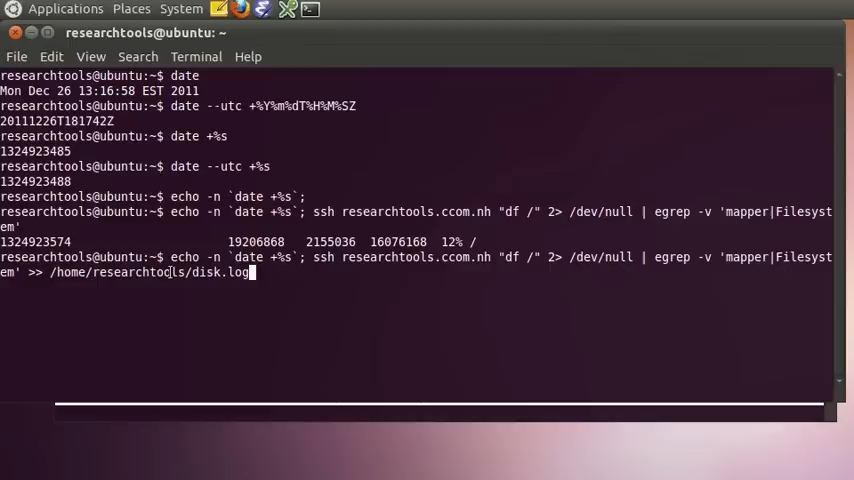 Applications Places System
researchtools@ubuntu: ~
File Edit View Search Terminal Help
researchtools@ubuntu:~$ date
Mon Dec 26 13:16:58 EST 2011
researchtools@ubuntu:~$ date --utc +%Y%m%dT%H%M%SZ
20111226T181742Z
researchtools@ubuntu:~$ date +%s
1324923485
researchtools@ubuntu:~$ date --utc +%s
1324923488
researchtools@ubuntu:~$ echo -n `date +%s`;
researchtools@ubuntu:~$ echo -n `date +%s`; ssh researchtools.ccom.nh "df /" 2> /dev/null | egrep -v 'mapper|Filesyst
em'
1324923574 19206868 2155036 16076168 12% /
researchtools@ubuntu:~$ echo -n `date +%s`; ssh researchtools.ccom.nh "df /" 2> /dev/null | egrep -v 'mapper|Filesyst
em' >> /home/researchtools/disk.log